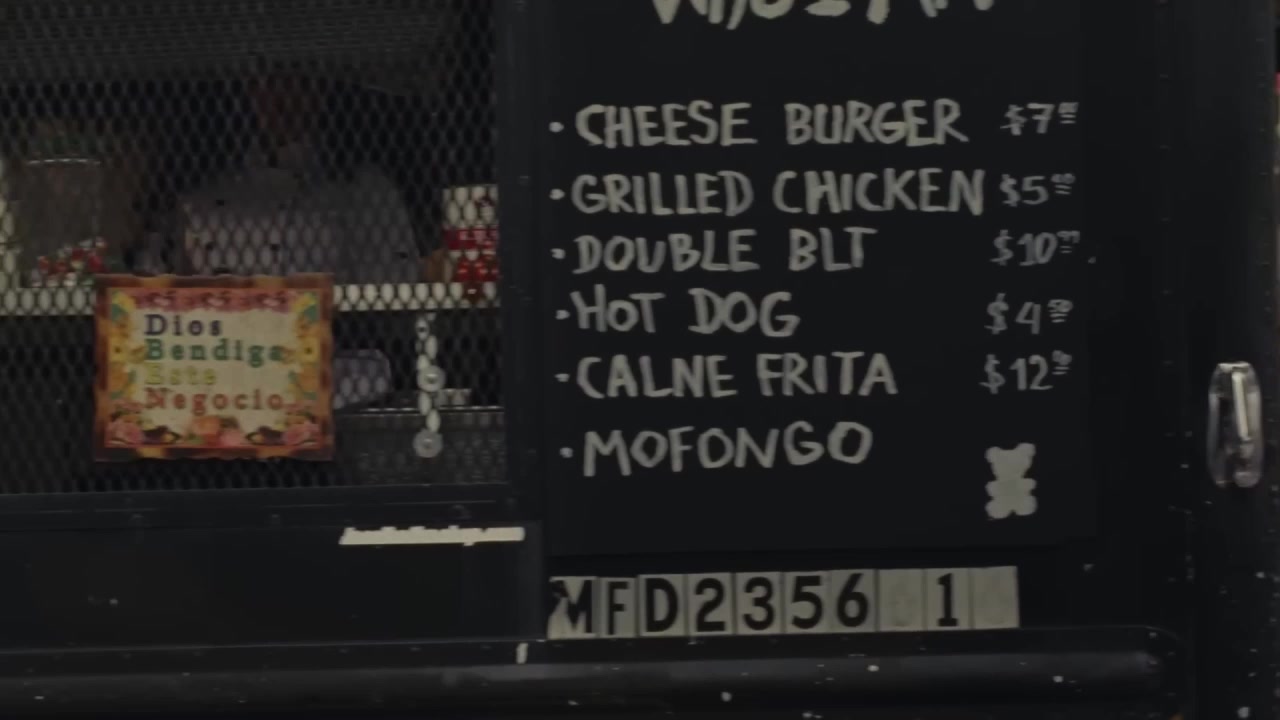 Dios
Bendiga
Este
Negocio
· CHEESE BURGER $7
· GRILLED CHICKEN $5
· DOUBLE BLT $10
· HOT DOG $4
· CALNE FRITA $12
· MOFONGO
MFD2356 1